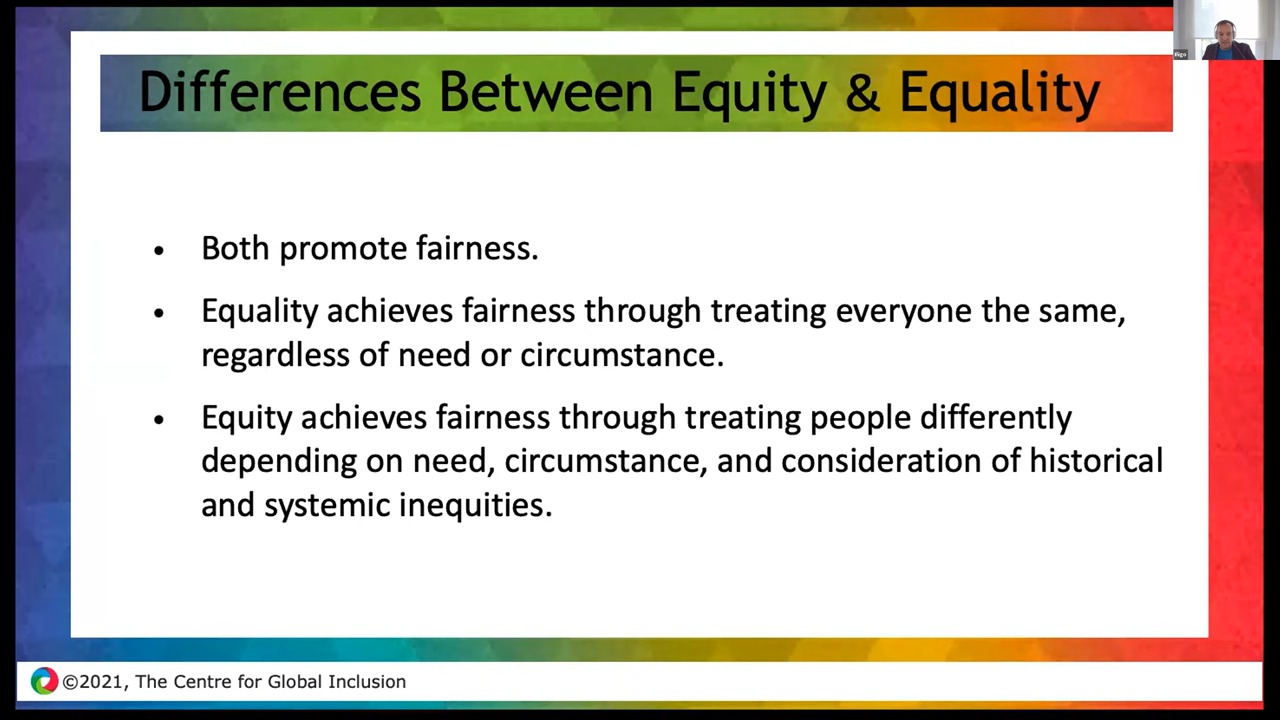 Differences Between Equity & Equality
• Both promote fairness.
• Equality achieves fairness through treating everyone the same,
regardless of need or circumstance.
• Equity achieves fairness through treating people differently
depending on need, circumstance, and consideration of historical
and systemic inequities.
©2021, The Centre for Global Inclusion